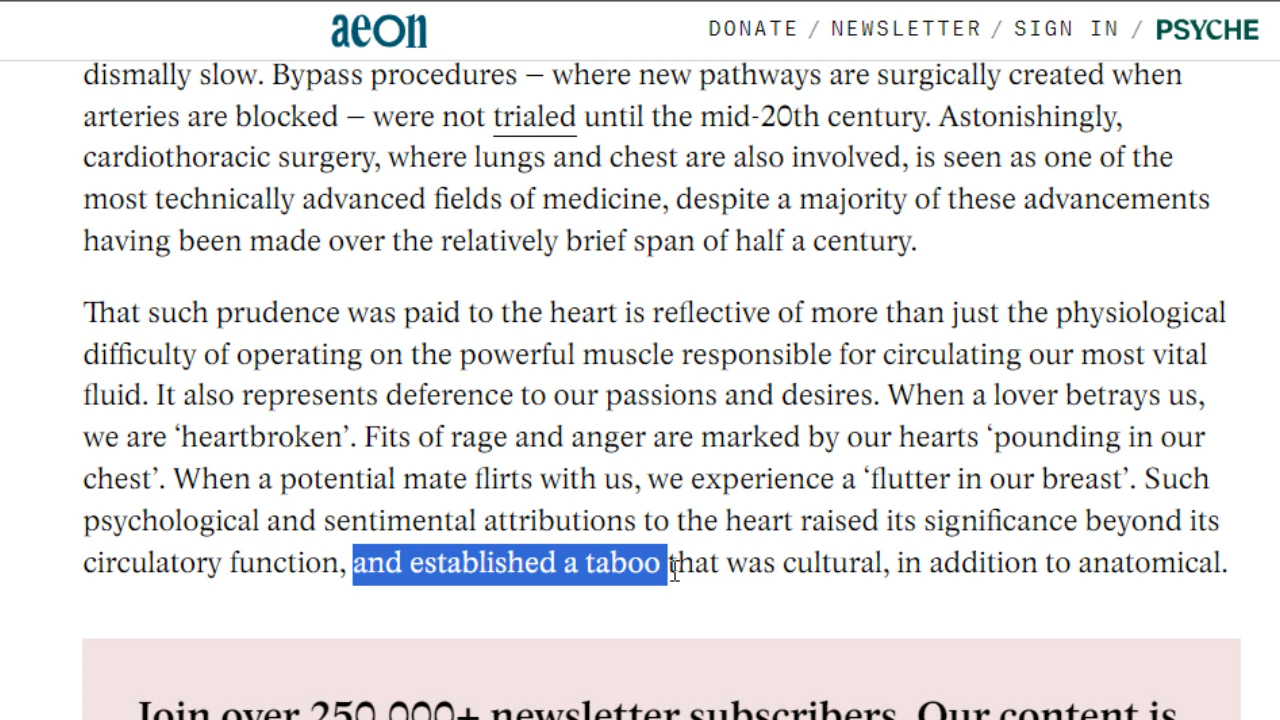 aeon
DONATE / NEWSLETTER / SIGN IN / PSYCHE
dismally slow. Bypass procedures – where new pathways are surgically created when
arteries are blocked – were not trialed until the mid-20th century. Astonishingly,
cardiothoracic surgery, where lungs and chest are also involved, is seen as one of the
most technically advanced fields of medicine, despite a majority of these advancements
having been made over the relatively brief span of half a century.
That such prudence was paid to the heart is reflective of more than just the physiological
difficulty of operating on the powerful muscle responsible for circulating our most vital
fluid. It also represents deference to our passions and desires. When a lover betrays us,
we are ‘heartbroken’. Fits of rage and anger are marked by our hearts ‘pounding in our
chest’. When a potential mate flirts with us, we experience a ‘flutter in our breast’. Such
psychological and sentimental attributions to the heart raised its significance beyond its
circulatory function, and established a taboo that was cultural, in addition to anatomical.
Join over 250,000+ newsletter subscribers. Our content is